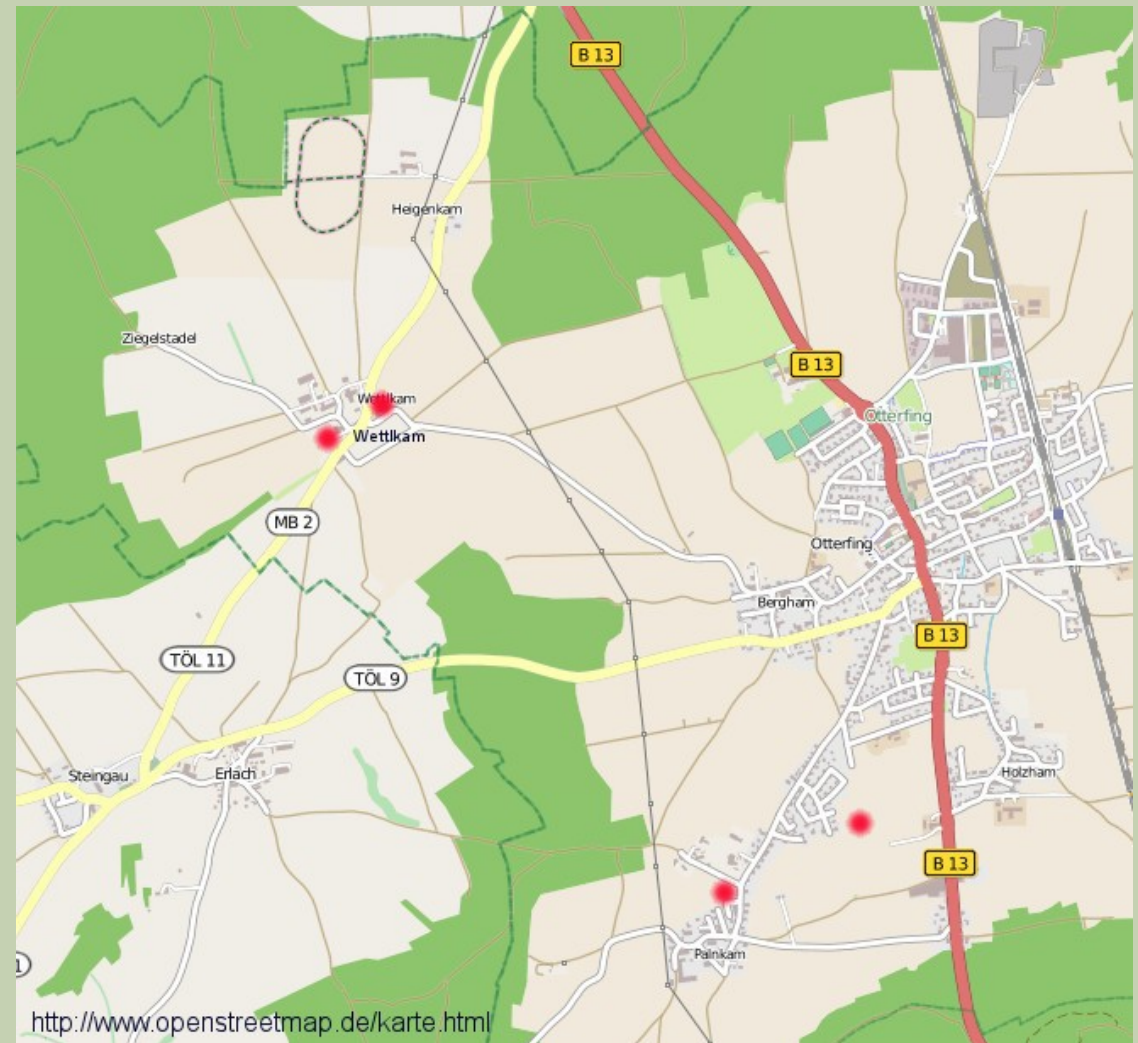 B 13
Heigenkam
Ziegelstadel
B 13
Wettlkam
Otterfing
Wettlkam
MB 2
Otterfing
Bergham
B 13
TÖL 11
TÖL 9
Steingau
Erlach
Holzham
B 13
Palnkam
http://www.openstreetmap.de/karte.html